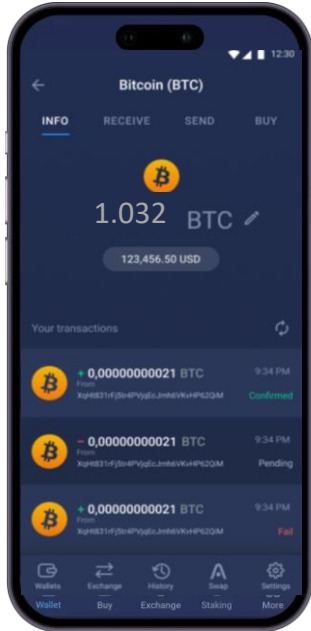 12:30
Bitcoin (BTC)
INFO RECEIVE SEND BUY
1.032 BTC
123,456.50 USD
Your transactions
+ 0,00000000021 BTC 9:34 PM
From
Confirmed
- 0,00000000021 BTC 9:34 PM
From
Pending
+ 0,00000000021 BTC 9:34 PM
From
Fail
Wallets Exchange History Swap Settings
Wallet Buy Exchange Staking More